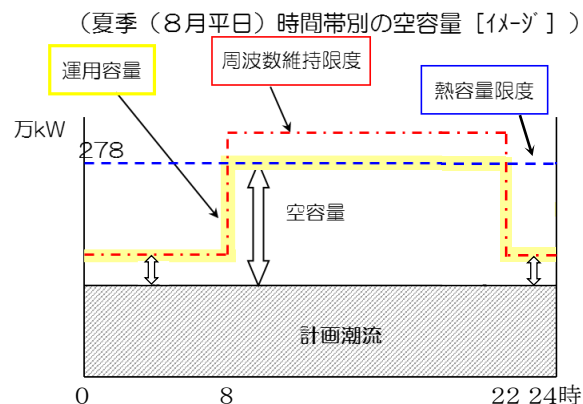 （夏季（８月平日）時間帯別の空容量［ｲﾒｰｼﾞ］）
運用容量
周波数維持限度
熱容量限度
万kW
278
空容量
計画潮流
0 8 22 24時